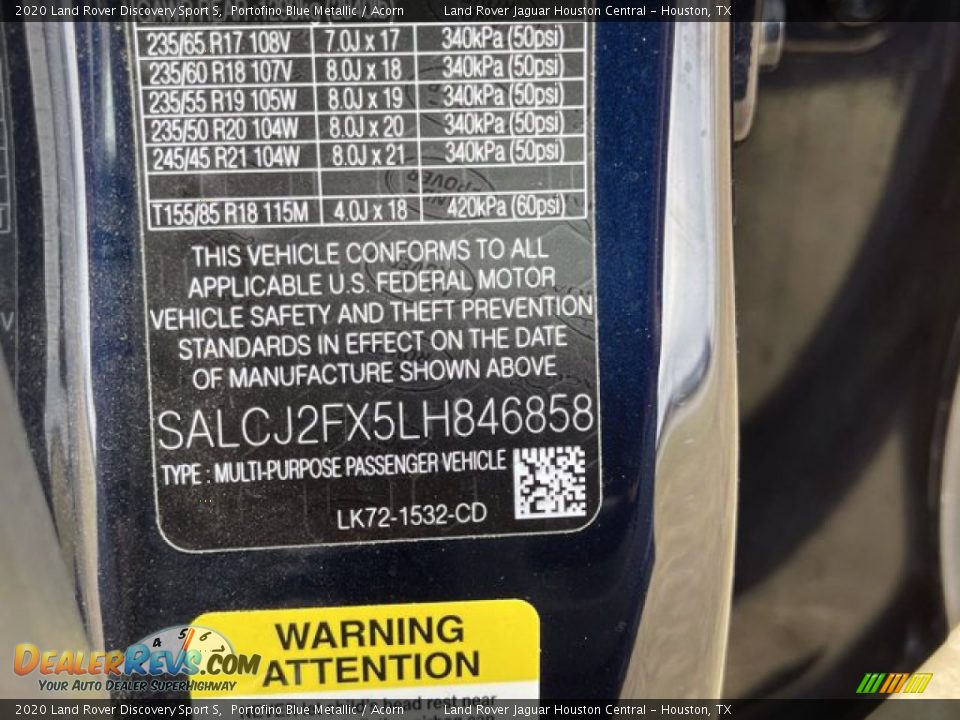 2020 Land Rover Discovery Sport S, Portofino Blue Metallic / Acorn Land Rover Jaguar Houston Central - Houston, TX
235/65 R17 108V 7.0J x 17 340kPa (50psi)
235/60 R18 107V 8.0J x 18 340kPa (50psi)
235/55 R19 105W 8.0J x 19 340kPa (50psi)
235/50 R20 104W 8.0J x 20 340kPa (50psi)
245/45 R21 104W 8.0J x 21 340kPa (50psi)
T155/85 R18 115M 4.0J x 18 420kPa (60psi)
THIS VEHICLE CONFORMS TO ALL
APPLICABLE U.S. FEDERAL MOTOR
VEHICLE SAFETY AND THEFT PREVENTION
STANDARDS IN EFFECT ON THE DATE
OF MANUFACTURE SHOWN ABOVE
SALCJ2FX5LH846858
TYPE : MULTI-PURPOSE PASSENGER VEHICLE
LK72-1532-CD
WARNING
ATTENTION
head rest near
4 5 6
DEALERREVS.COM
YOUR AUTO DEALER SUPERHIGHWAY
2020 Land Rover Discovery Sport S, Portofino Blue Metallic / Acorn Land Rover Jaguar Houston Central - Houston, TX